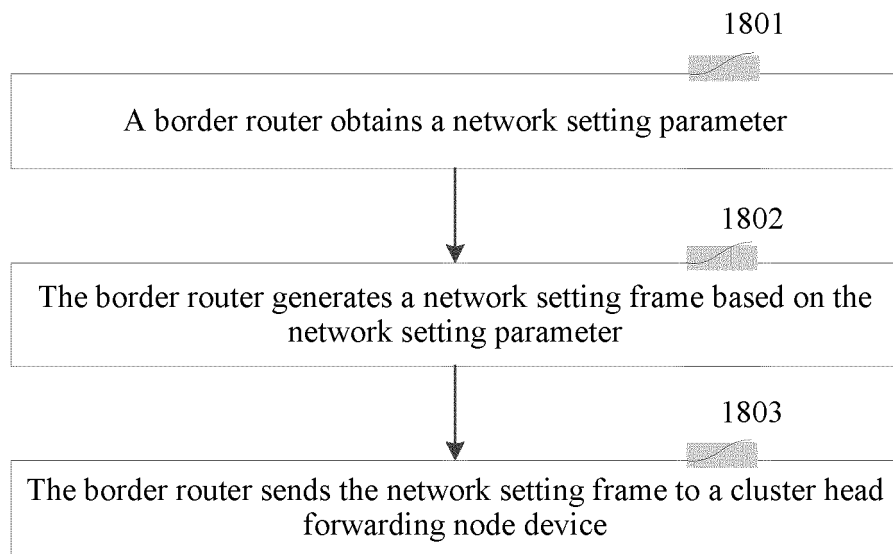 1801
A border router obtains a network setting parameter
1802
The border router generates a network setting frame based on the
network setting parameter
1803
The border router sends the network setting frame to a cluster head
forwarding node device